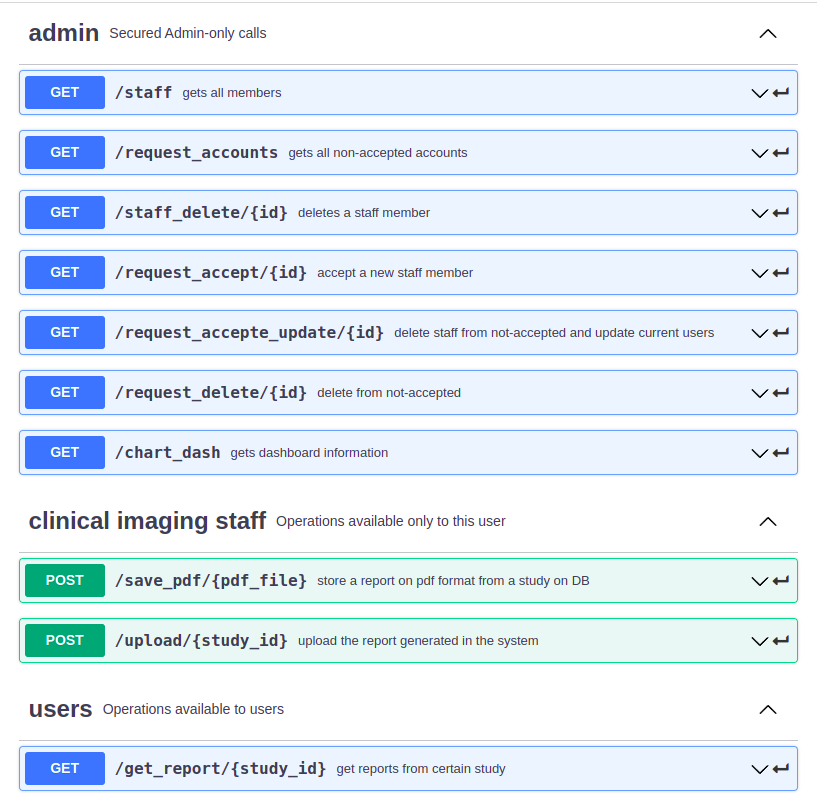 admin Secured Admin-only calls
GET /staff gets all members
GET /request_accounts gets all non-accepted accounts
GET /staff_delete/{id} deletes a staff member
GET /request_accept/{id} accept a new staff member
GET /request_accepte_update/{id} delete staff from not-accepted and update current users
GET /request_delete/{id} delete from not-accepted
GET /chart_dash gets dashboard information
clinical imaging staff Operations available only to this user
POST /save_pdf/{pdf_file} store a report on pdf format from a study on DB
POST /upload/{study_id} upload the report generated in the system
users Operations available to users
GET /get_report/{study_id} get reports from certain study